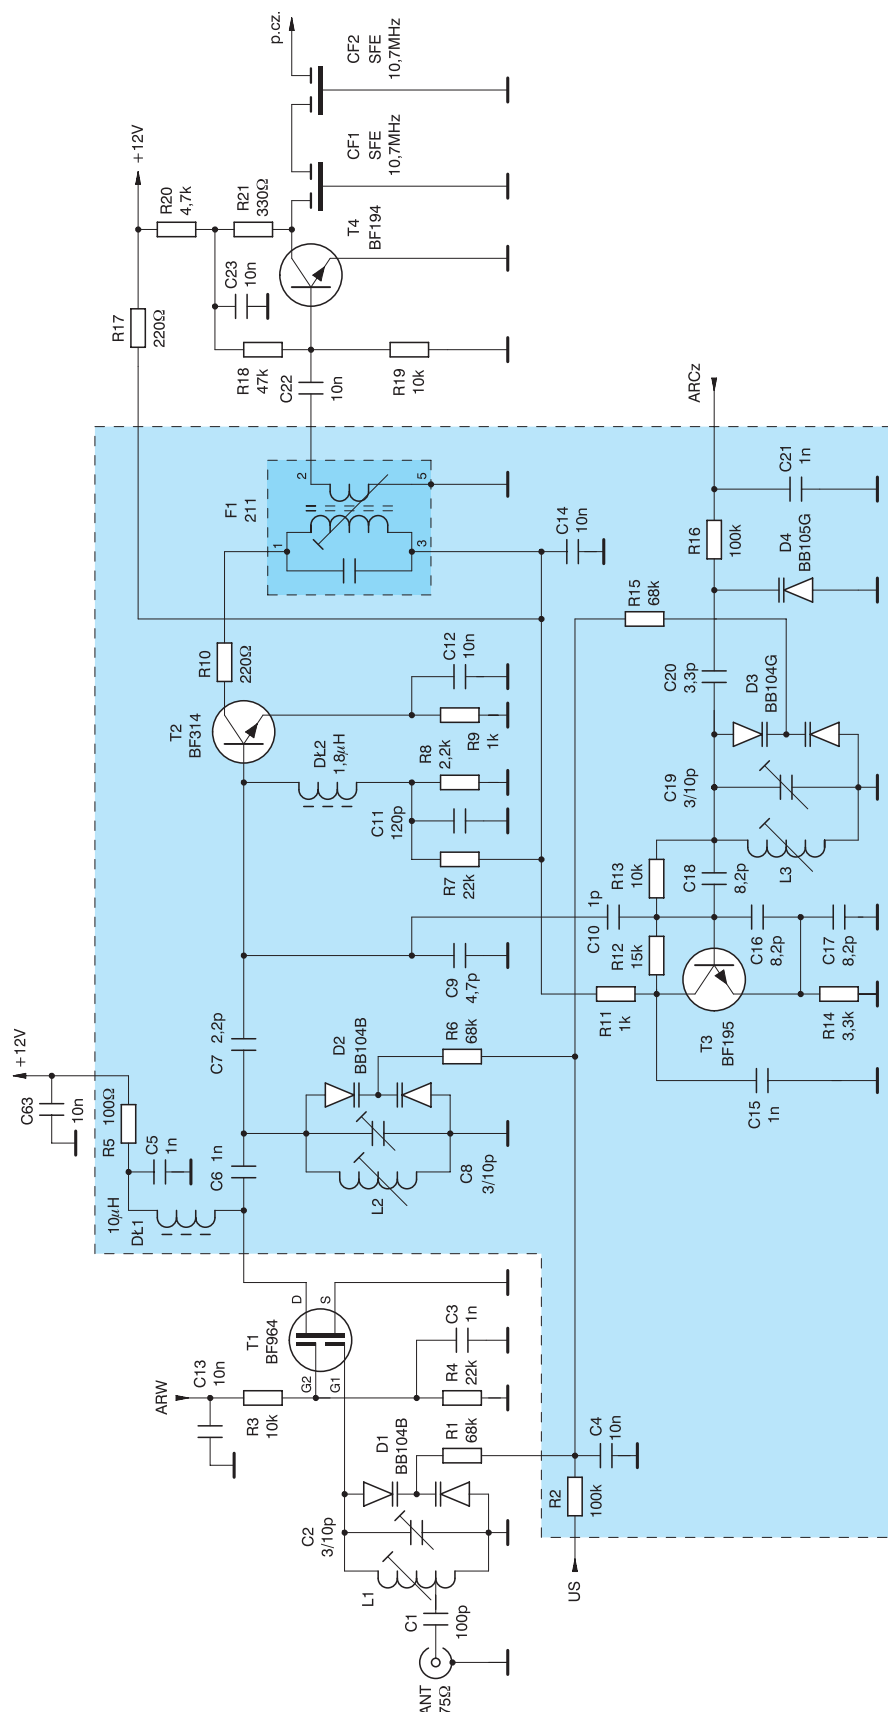 ANT
75Ω
C1
100p
L1
C2
3/10p
D1
BB104B
R1
68k
R2
100k
US
C4
10n
ARW
C13
10n
R3
10k
G2
G1
D
S
T1
BF964
R4
22k
C3
1n
DŁ1
10µH
C5
1n
R5
100Ω
C63
10n
+12V
C6
1n
L2
C8
3/10p
D2
BB104B
C7
2,2p
R6
68k
C9
4,7p
R7
22k
C11
120p
R8
2,2k
DŁ2
1,8µH
T2
BF314
R9
1k
C12
10n
R10
220Ω
F1
211
1
2
3
5
C14
10n
C10
1p
R11
1k
R12
15k
R13
10k
T3
BF195
C15
1n
R14
3,3k
C16
8,2p
C17
8,2p
C18
8,2p
L3
C19
3/10p
D3
BB104G
C20
3,3p
R15
68k
R16
100k
D4
BB105G
C21
1n
ARCz
R17
220Ω
+12V
R18
47k
C22
10n
R19
10k
C23
10n
R20
4,7k
R21
330Ω
T4
BF194
CF1
SFE
10,7MHz
CF2
SFE
10,7MHz
p.cz.